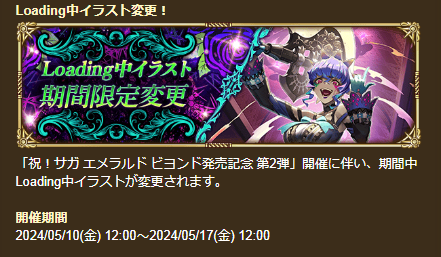 Loading中イラスト変更！
Loading中イラスト
期間限定変更
「祝！サガ エメラルド ビヨンド発売記念 第2弾」開催に伴い、期間中
Loading中イラストが変更されます。
開催期間
2024/05/10(金) 12:00～2024/05/17(金) 12:00